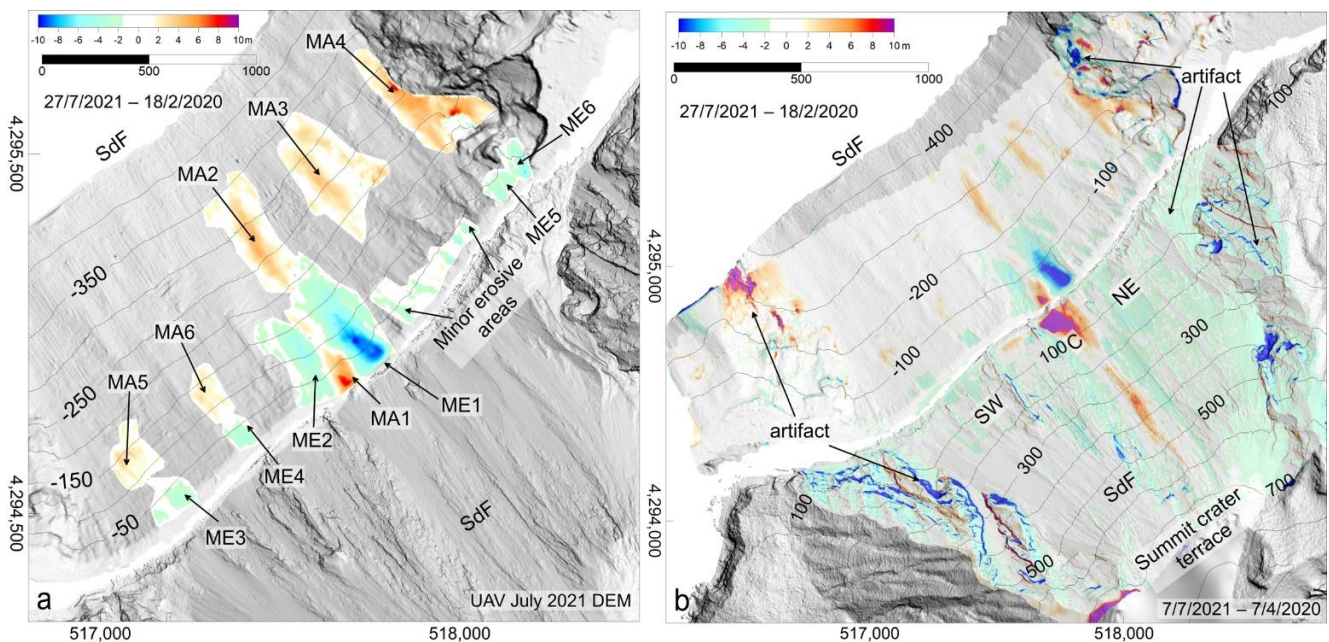 -10 -8 -6 -4 -2 0 2 4 6 8 10m
0 500 1000
27/7/2021 – 18/2/2020
MA4
MA3
SdF
ME6
MA2
ME5
4,295,500
-350
Minor erosive
areas
MA6
-250
MA5
MA1
ME1
ME2
ME4
-150
ME3
-50
SdF
4,294,500
a
UAV July 2021 DEM
517,000
518,000
-10 -8 -6 -4 -2 0 2 4 6 8 10m
0 500 1000
27/7/2021 – 18/2/2020
artifact
100
SdF
-400
-100
4,295,000
-200
NE
-100
100
C
300
SW
artifact
500
300
SdF
100
700
Summit crater
terrace
500
4,294,000
b
7/7/2021 – 7/4/2020
517,000
518,000